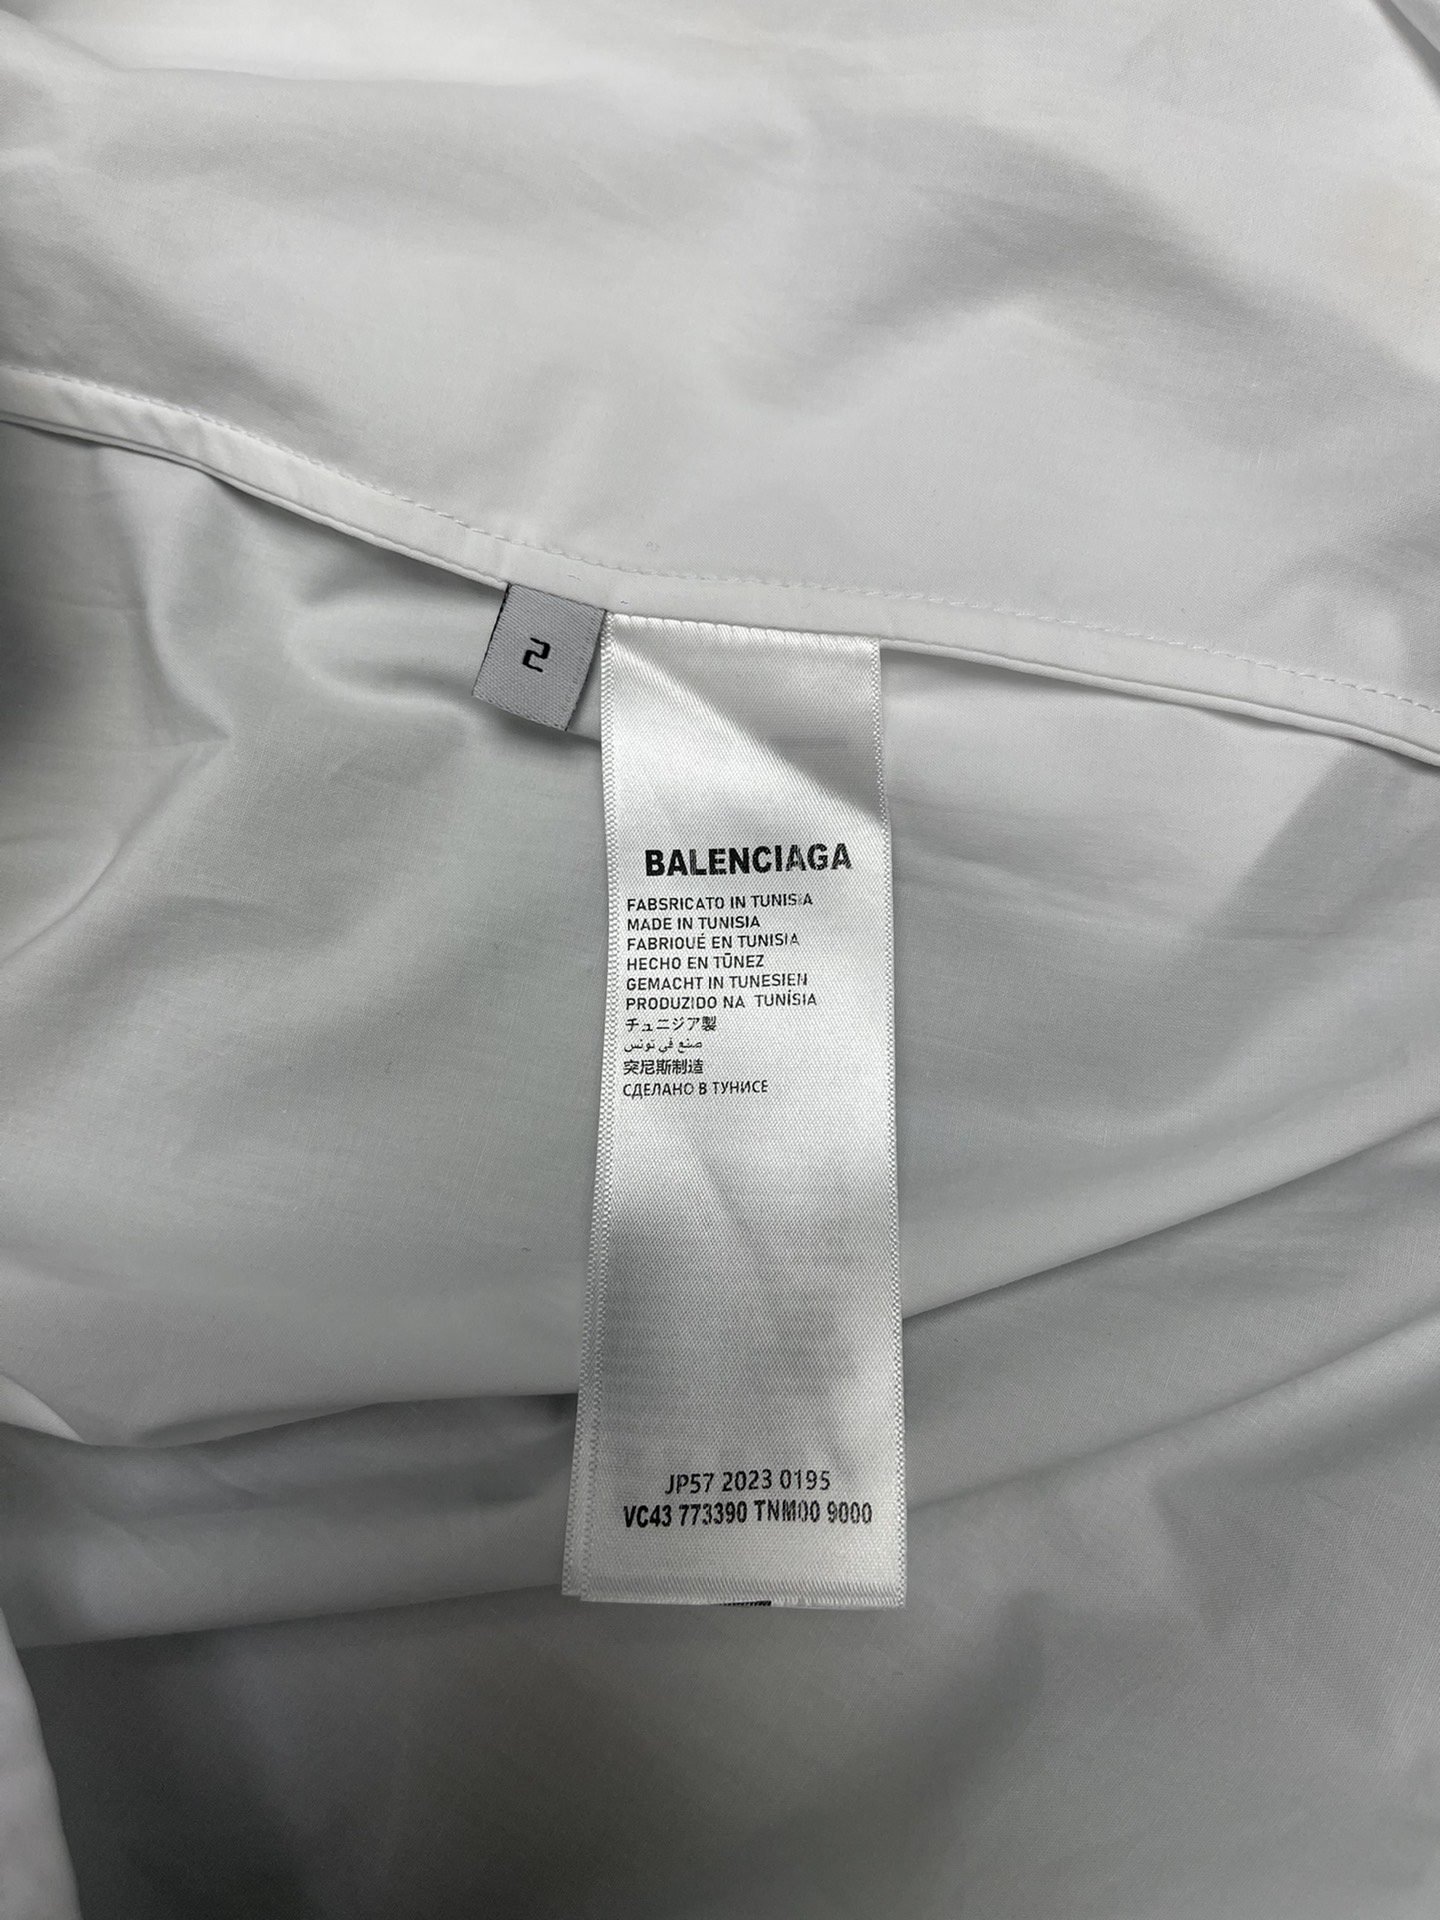 2
BALENCIAGA
FABSRICATO IN TUNISIA
MADE IN TUNISIA
FABRIOUÉ EN TUNISIA
HECHO EN TŪNEZ
GEMACHT IN TUNESIEN
PRODUZIDO NA TUNÍSIA
チュニジア製
صنع في تونس
突尼斯制造
СДЕЛАНО В ТУНИСЕ
JP57 2023 0195
VC43 773390 TNM00 9000